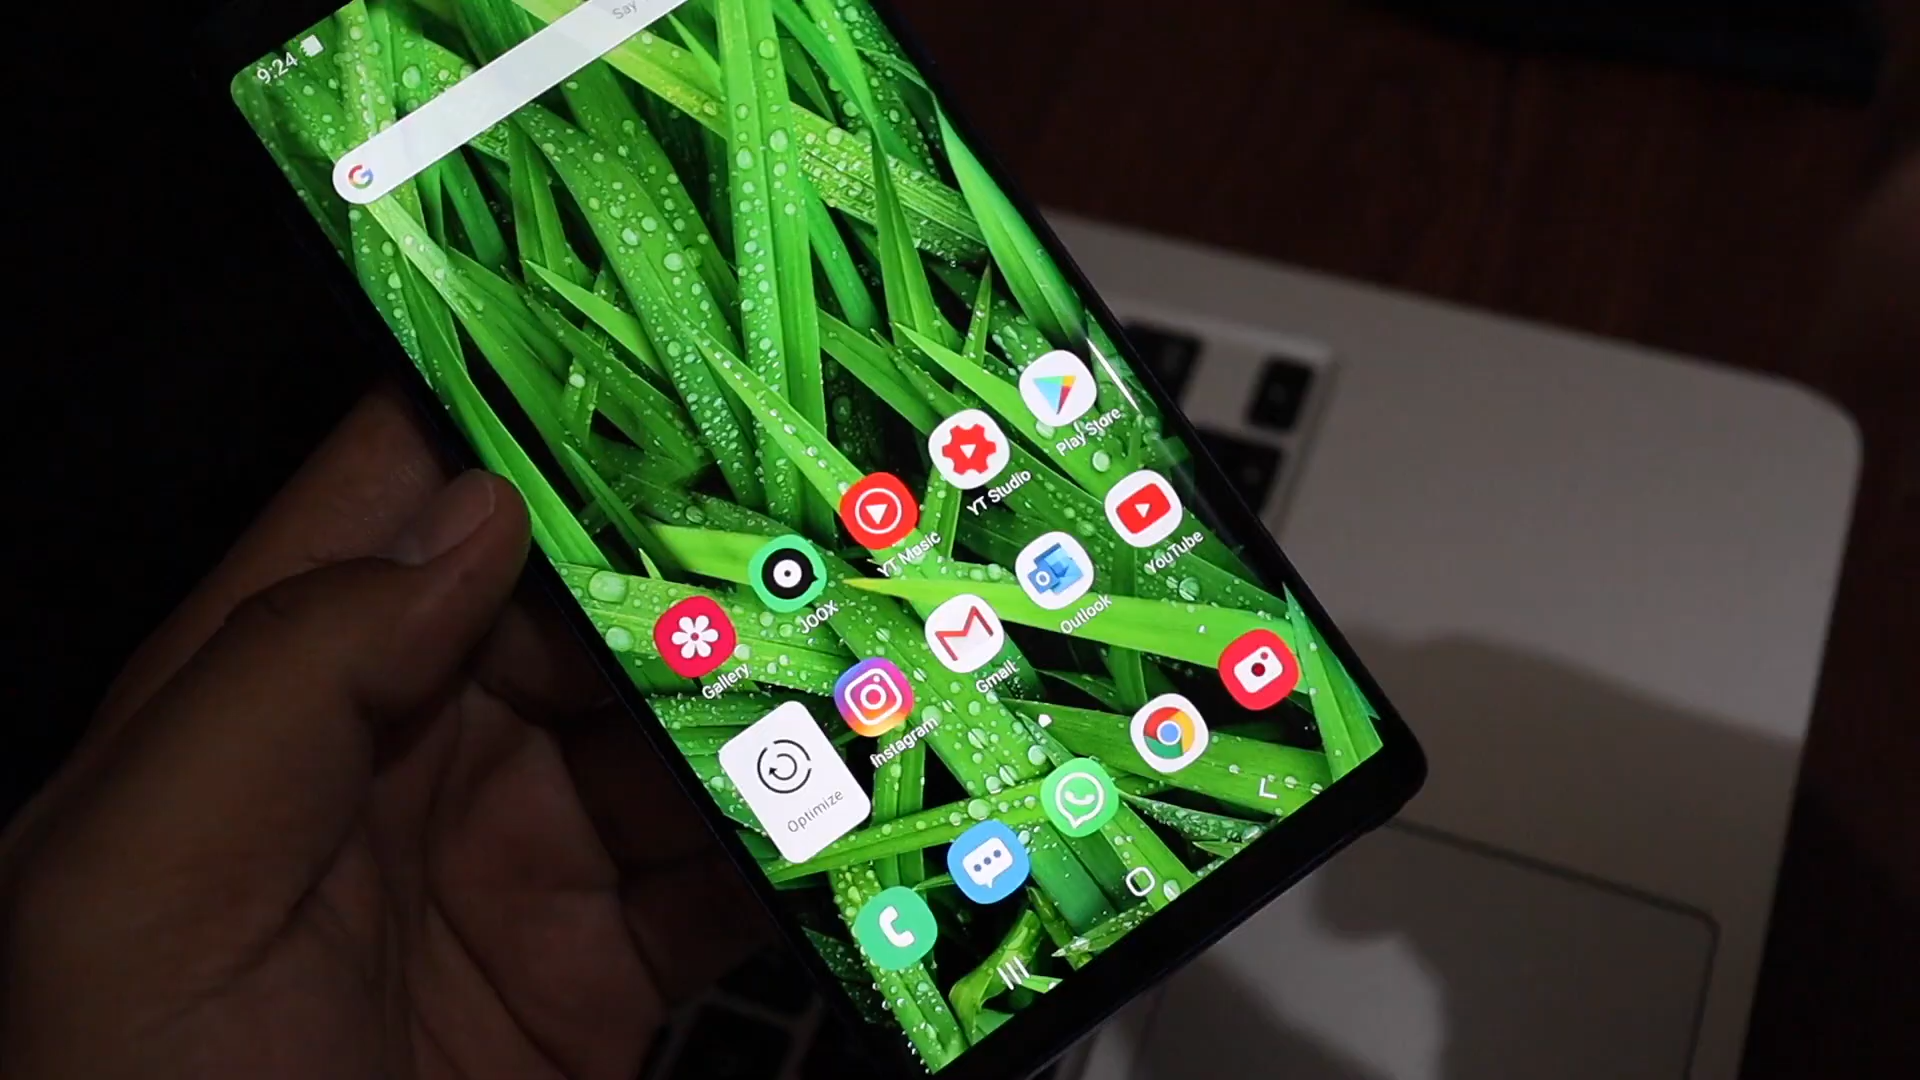 9:24
Say
Gallery
JOOX
YT Music
YT Studio
Play Store
Optimize
Instagram
Gmail
Outlook
YouTube